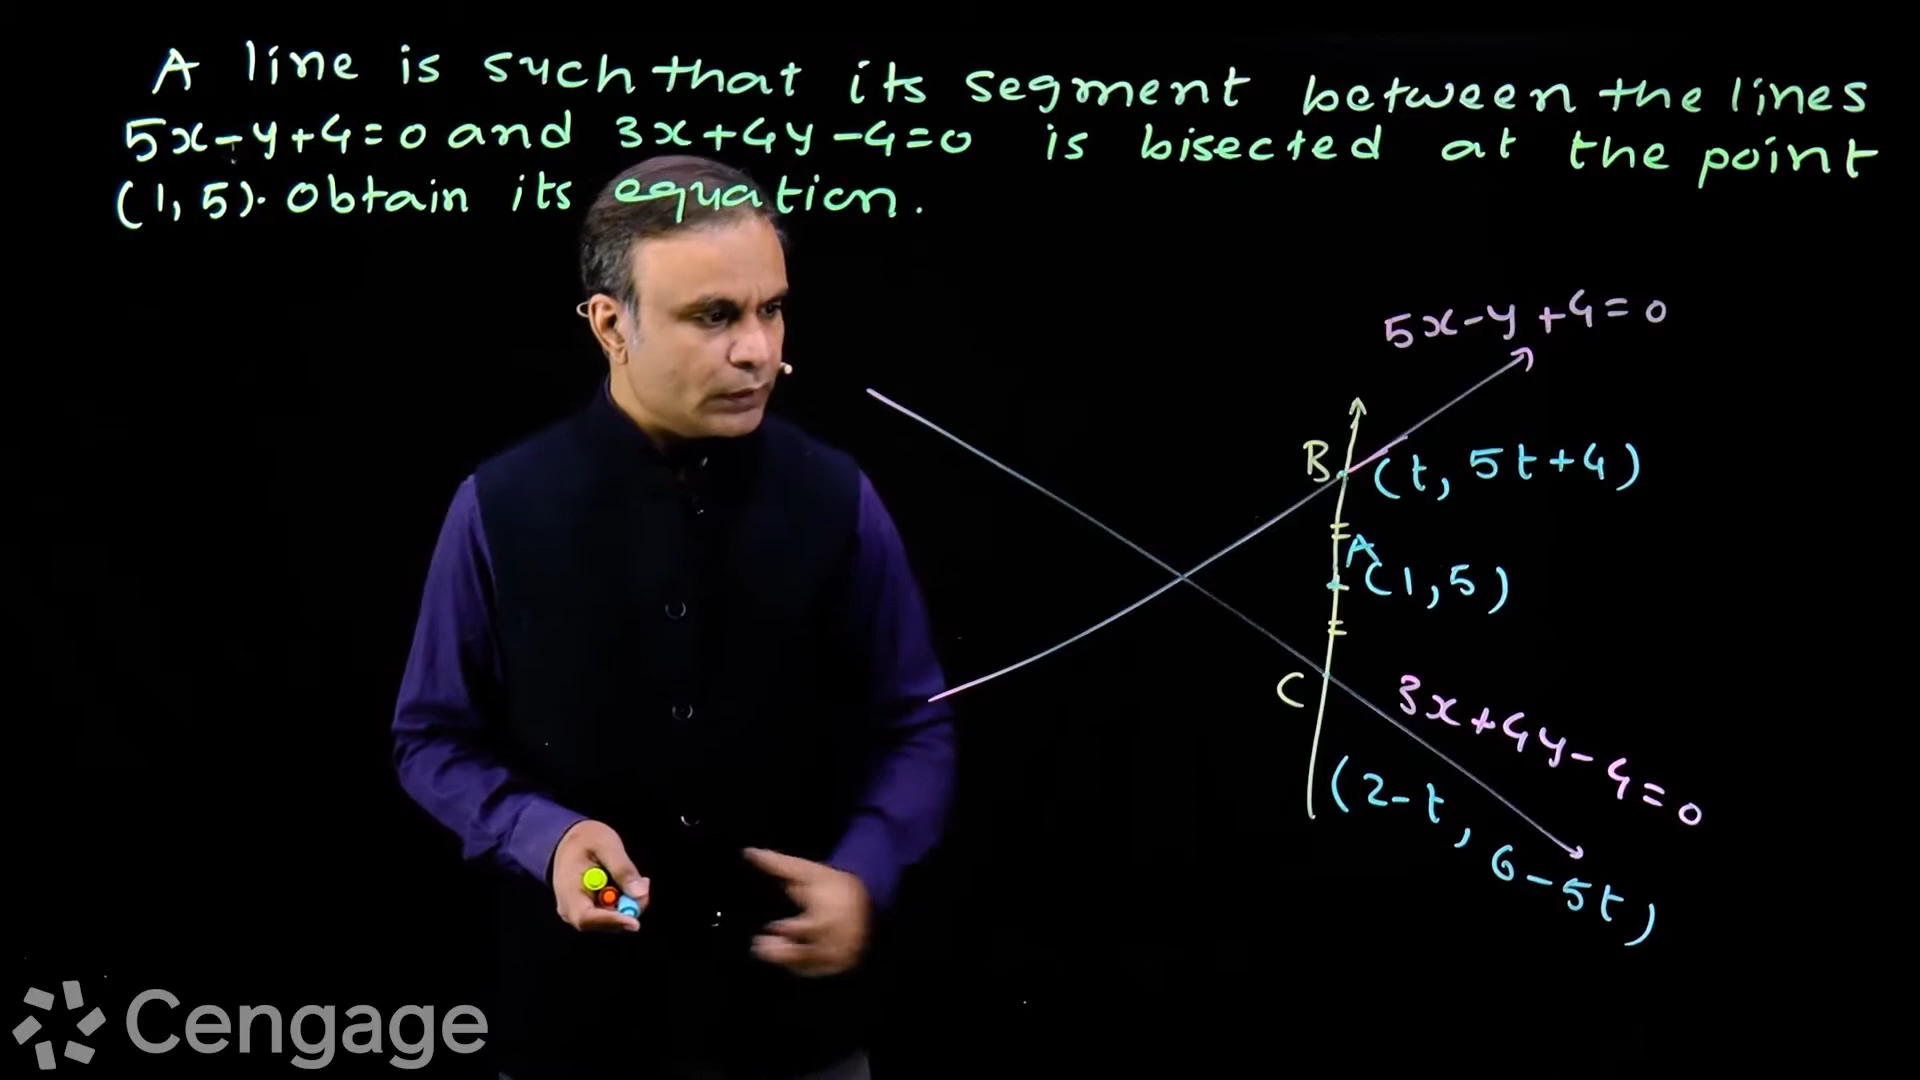 A line is such that its segment between the lines
5x-y+4=0 and 3x+4y-4=0 is bisected at the point
(1,5). Obtain its equation.
5x-y+4=0
B (t, 5t+4)
A (1,5)
C 3x+4y-4=0
(2-t, 6-5t)
Cengage